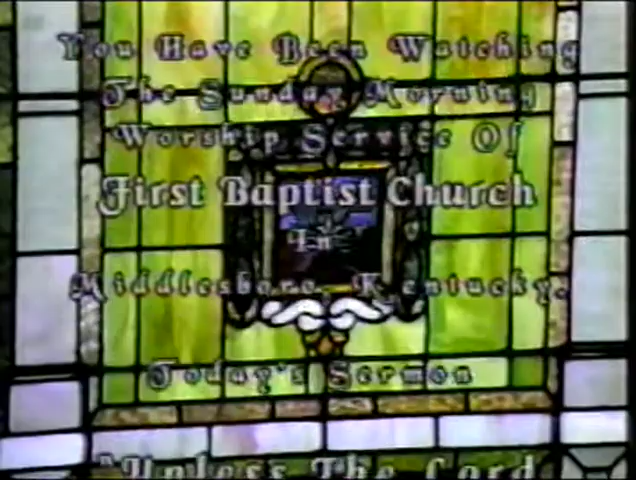 You Have Been Watching
The Sunday Morning
Worship Service Of
First Baptist Church
In
Middlesboro, Kentucky.
Today's Sermon
"Unless The Lord